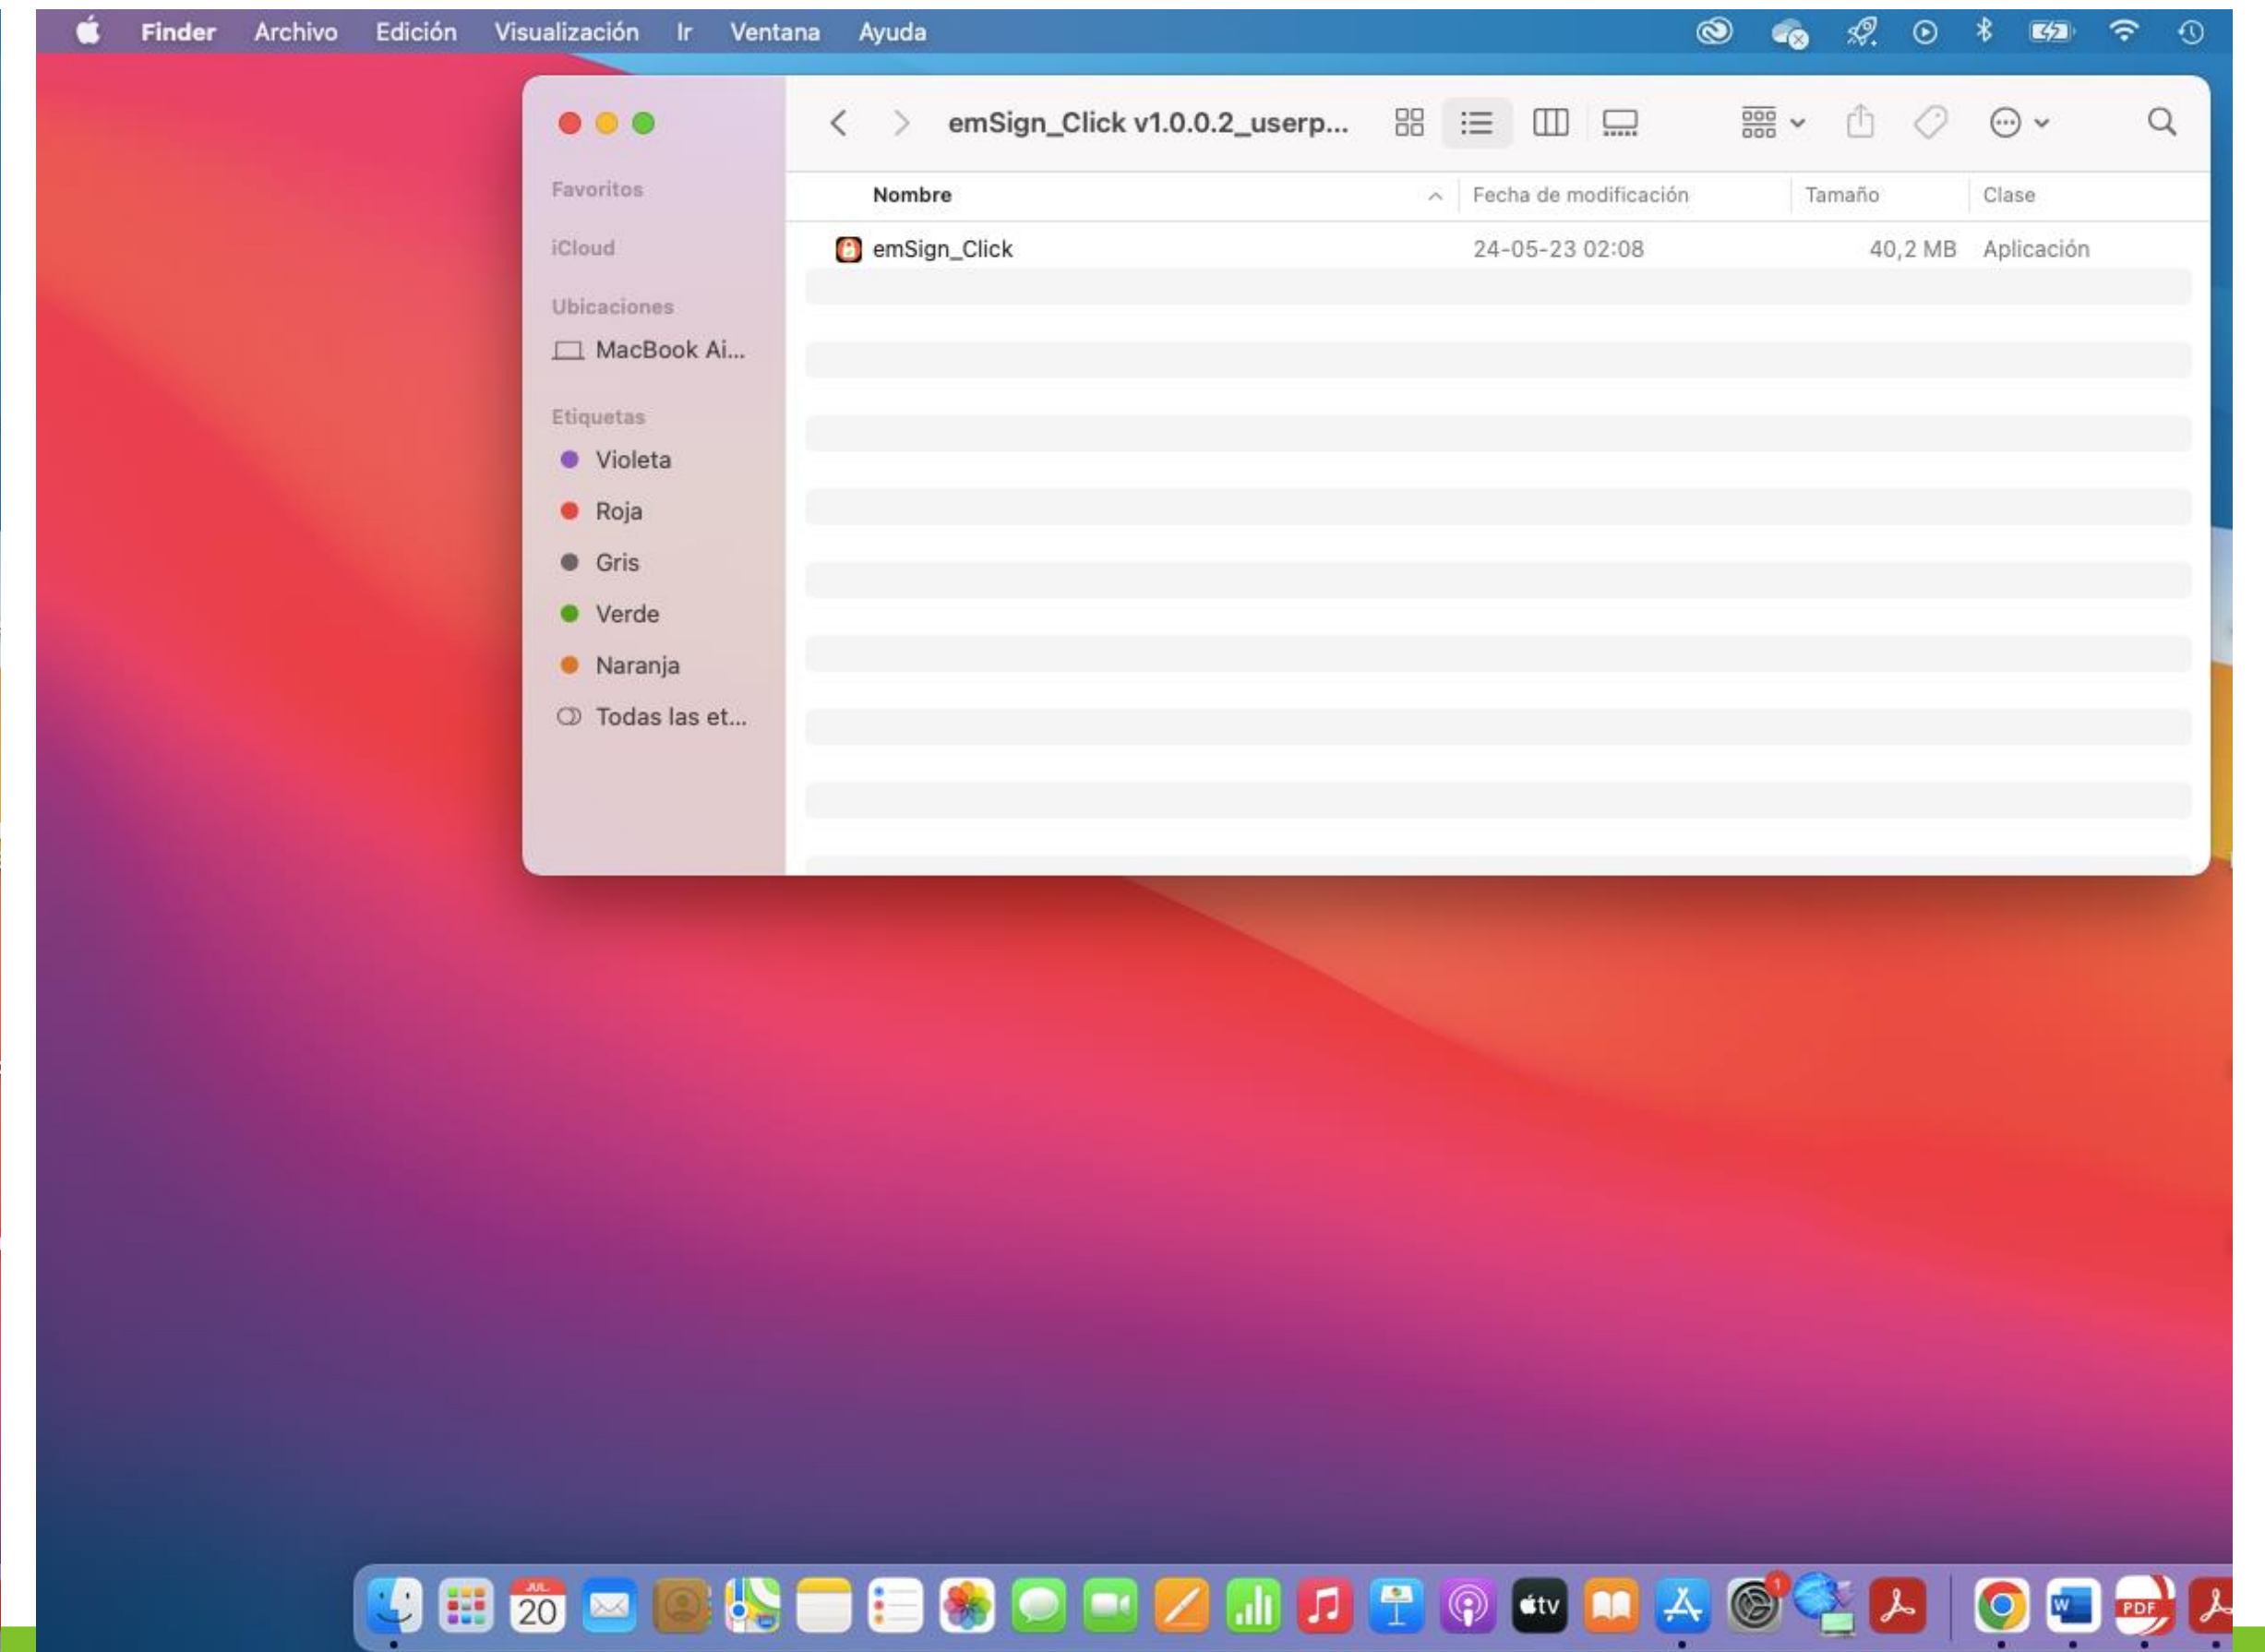 Finder Archivo Edición Visualización Ir Ventana Ayuda
emSign_Click v1.0.0.2_userp...
Favoritos
iCloud
Ubicaciones
MacBook Ai...
Etiquetas
Violeta
Roja
Gris
Verde
Naranja
Todas las et...
Nombre Fecha de modificación Tamaño Clase
emSign_Click 24-05-23 02:08 40,2 MB Aplicación
JUL.
20
tv
1
W
PDF